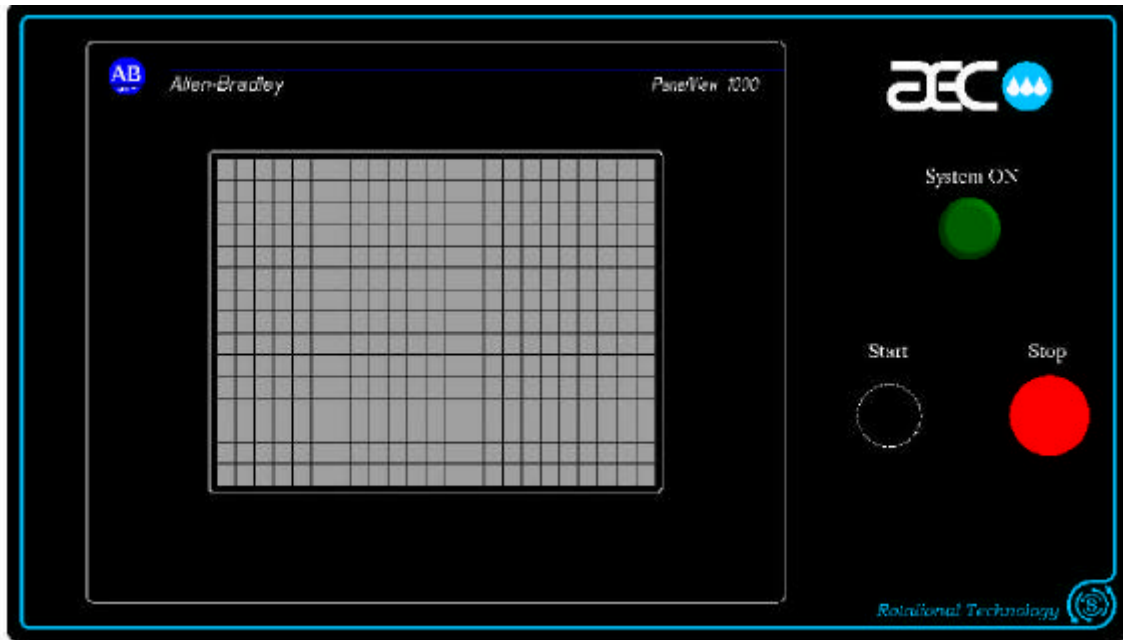 AB
Allen-Bradley
PanelView 1000
AEC
System ON
Start
Stop
Rotational Technology